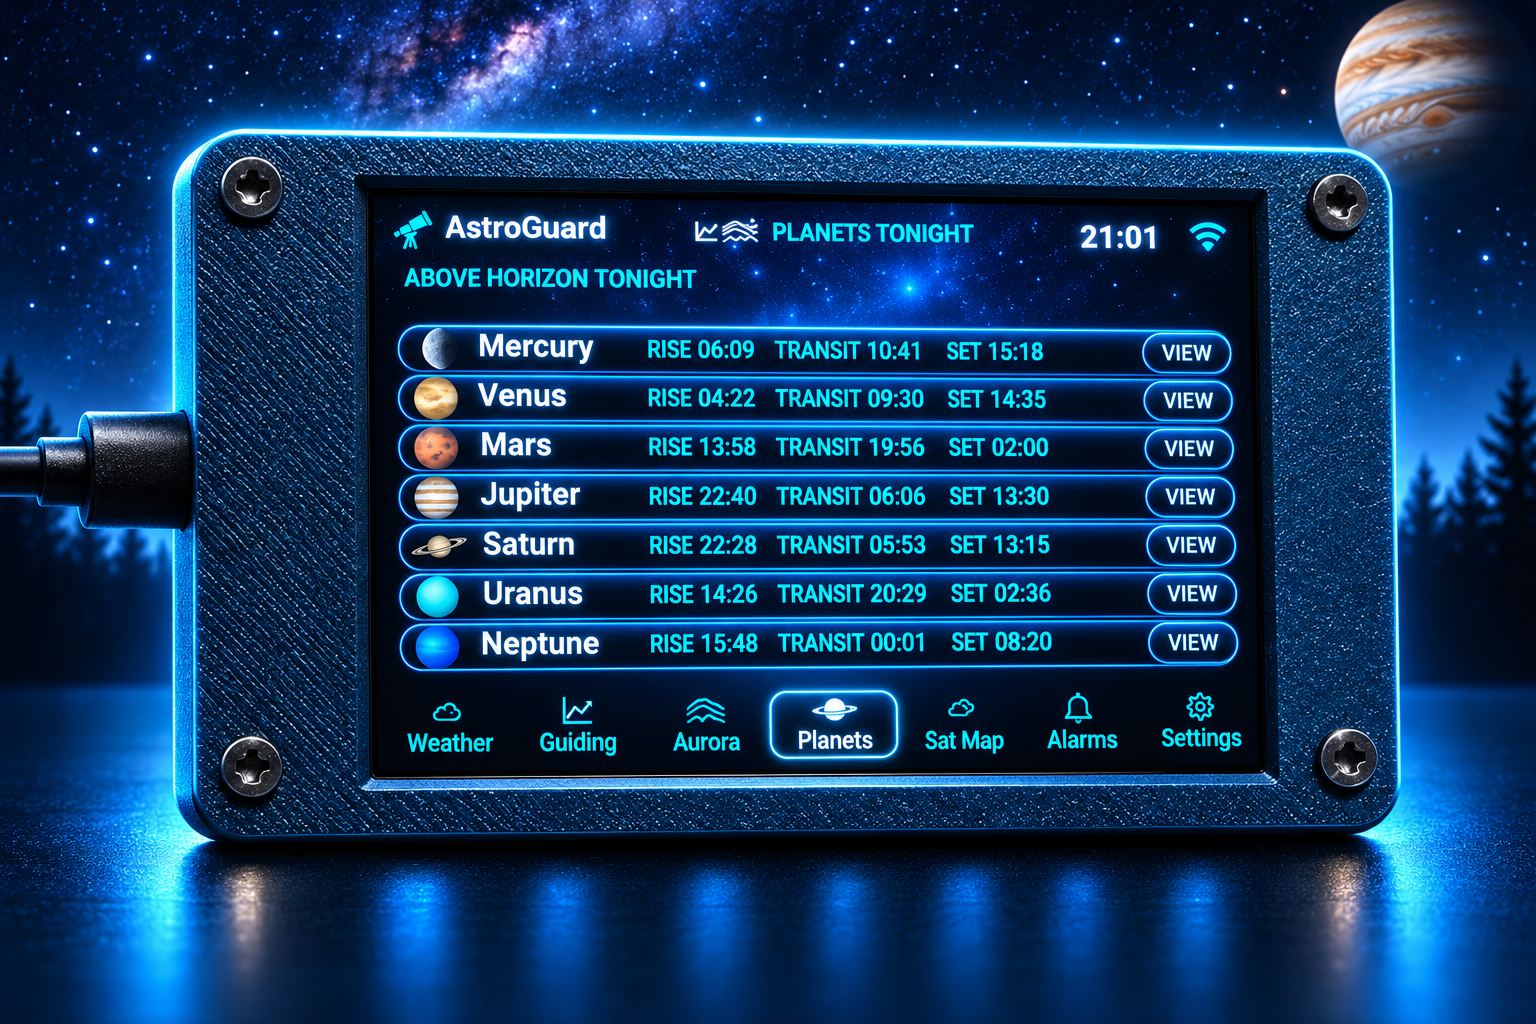 AstroGuard
PLANETS TONIGHT
21:01
ABOVE HORIZON TONIGHT
Mercury RISE 06:09 TRANSIT 10:41 SET 15:18 VIEW
Venus RISE 04:22 TRANSIT 09:30 SET 14:35 VIEW
Mars RISE 13:58 TRANSIT 19:56 SET 02:00 VIEW
Jupiter RISE 22:40 TRANSIT 06:06 SET 13:30 VIEW
Saturn RISE 22:28 TRANSIT 05:53 SET 13:15 VIEW
Uranus RISE 14:26 TRANSIT 20:29 SET 02:36 VIEW
Neptune RISE 15:48 TRANSIT 00:01 SET 08:20 VIEW
Weather Guiding Aurora Planets Sat Map Alarms Settings